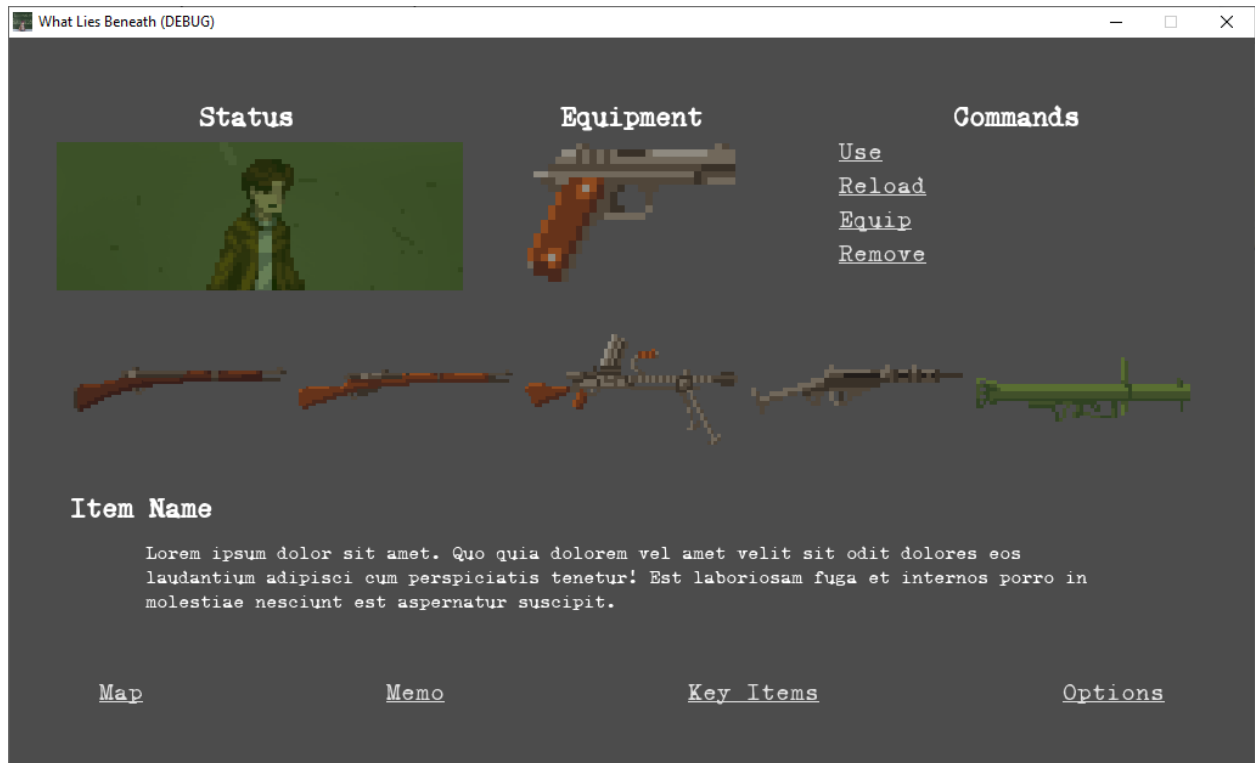 What Lies Beneath (DEBUG)
Status
Equipment
Commands
Use
Reload
Equip
Remove
Item Name
Lorem ipsum dolor sit amet. Quo quia dolorem vel amet velit sit odit dolores eos
laudantium adipisci cum perspiciatis tenetur! Est laboriosam fuga et internos porro in
molestiae nesciunt est aspernatur suscipit.
Map
Memo
Key Items
Options